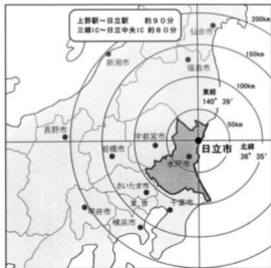 上野駅～日立駅 約９０分
三郷IC～日立中央IC 約８０分
200km
仙台市
150km
新潟市
福島市
100km
東経
140° 39′
50km
長野市
宇都宮市
日立市
北緯
36° 35′
前橋市
水戸市
さいたま市
甲府市
千葉市
横浜市